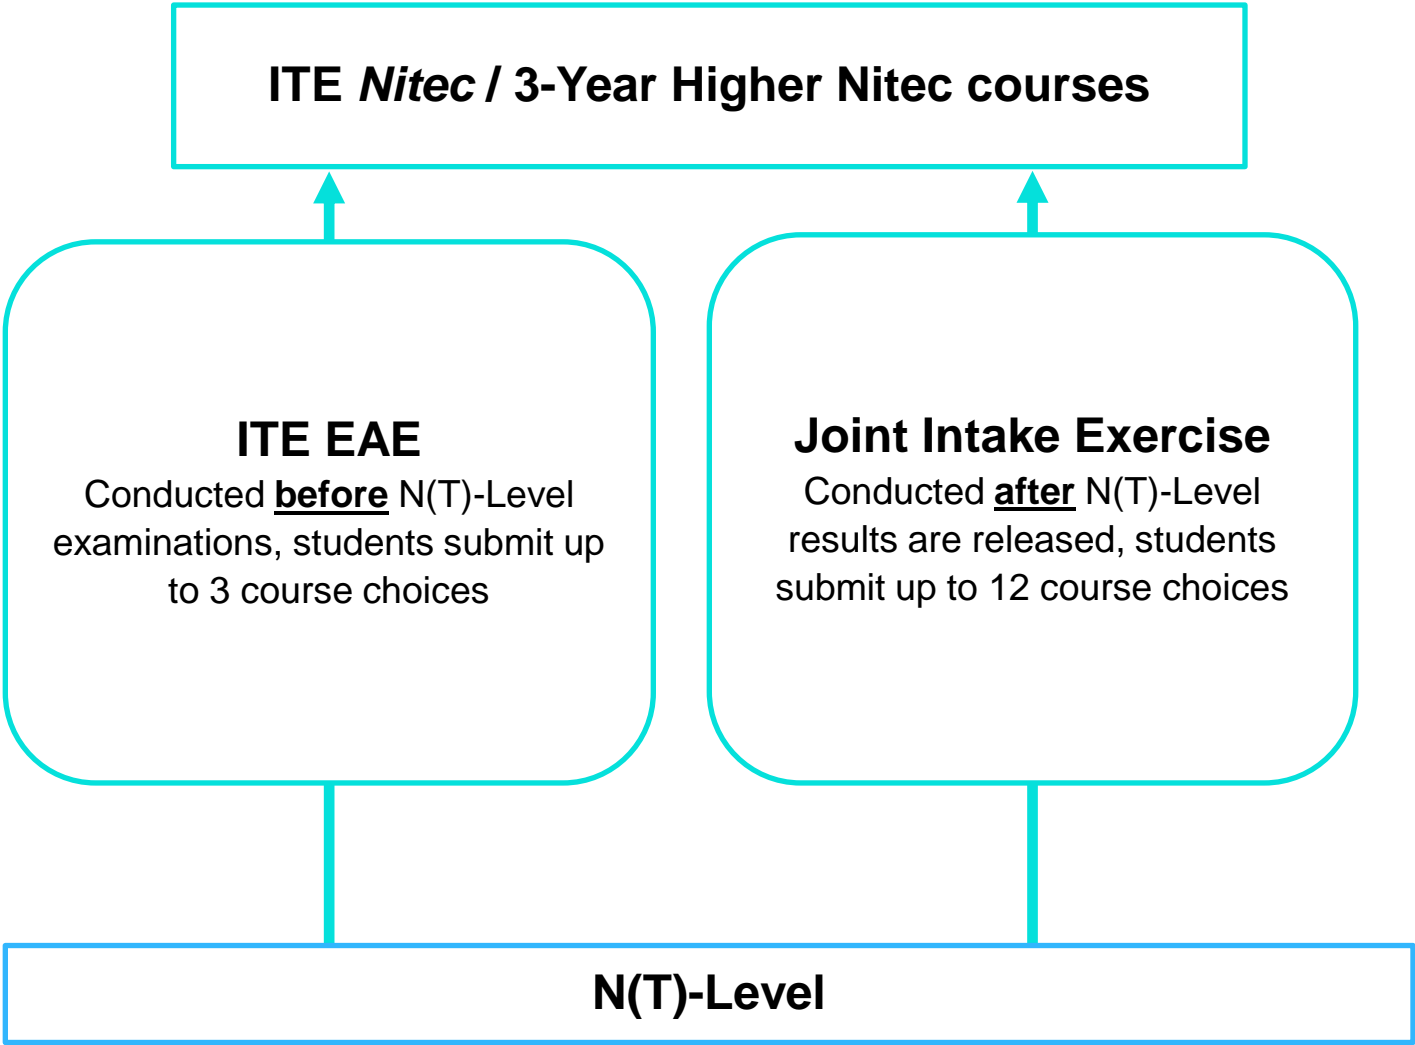 ITE Nitec / 3-Year Higher Nitec courses
ITE EAE
Conducted before N(T)-Level
examinations, students submit up
to 3 course choices
Joint Intake Exercise
Conducted after N(T)-Level
results are released, students
submit up to 12 course choices
N(T)-Level